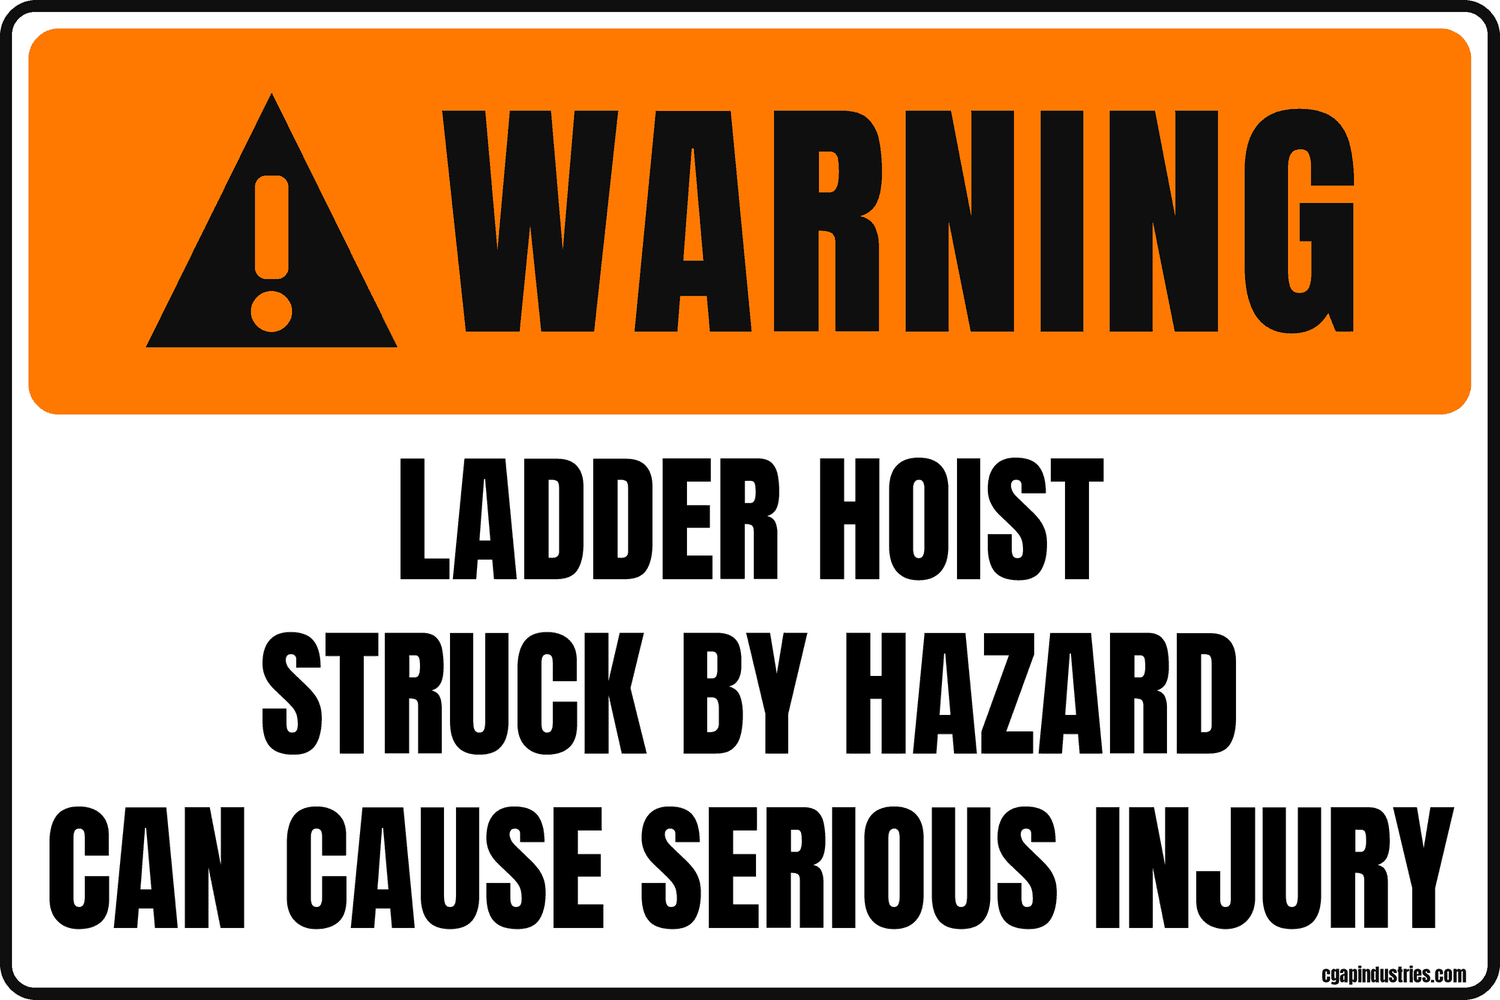 WARNING
LADDER HOIST
STRUCK BY HAZARD
CAN CAUSE SERIOUS INJURY
cgapindustries.com